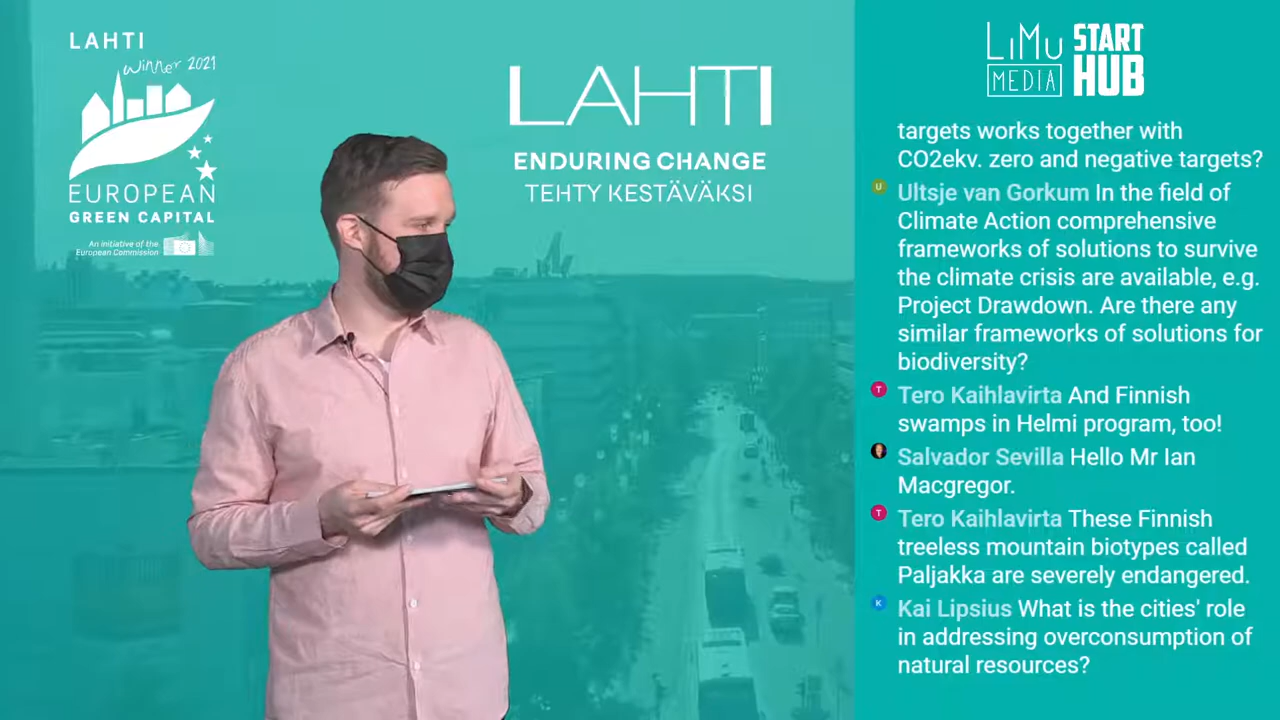 LAHTI
winner 2021
EUROPEAN
GREEN CAPITAL
An initiative of the
European Commission
LAHTI
ENDURING CHANGE
TEHTY KESTÄVÄKSI
LiMu
MEDIA
START
HUB
targets works together with
CO2ekv. zero and negative targets?
U
Ultsje van Gorkum In the field of
Climate Action comprehensive
frameworks of solutions to survive
the climate crisis are available, e.g.
Project Drawdown. Are there any
similar frameworks of solutions for
biodiversity?
T
Tero Kaihlavirta And Finnish
swamps in Helmi program, too!
Salvador Sevilla Hello Mr Ian
Macgregor.
T
Tero Kaihlavirta These Finnish
treeless mountain biotypes called
Paljakka are severely endangered.
K
Kai Lipsius What is the cities' role
in addressing overconsumption of
natural resources?